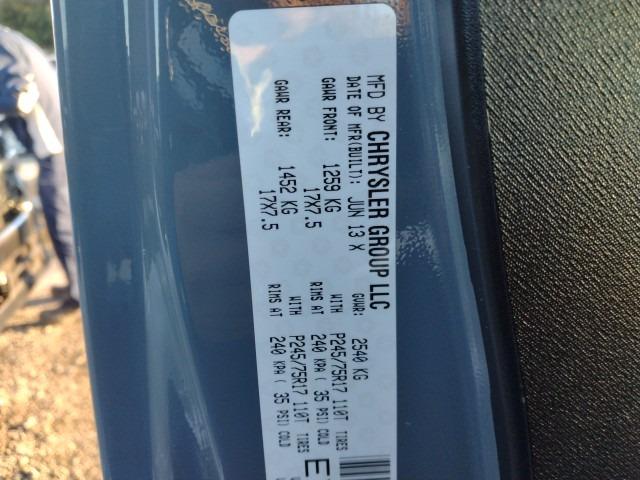 MFD BY CHRYSLER GROUP LLC
DATE OF MFR(BUILT): JUN 13 X GVWR: 2540 KG
GAWR FRONT: 1259 KG WITH P245/75R17 110T TIRES
17X7.5 RIMS AT 240 KPA ( 35 PSI) COLD
GAWR REAR: 1452 KG WITH P245/75R17 110T TIRES
17X7.5 RIMS AT 240 KPA ( 35 PSI) COLD